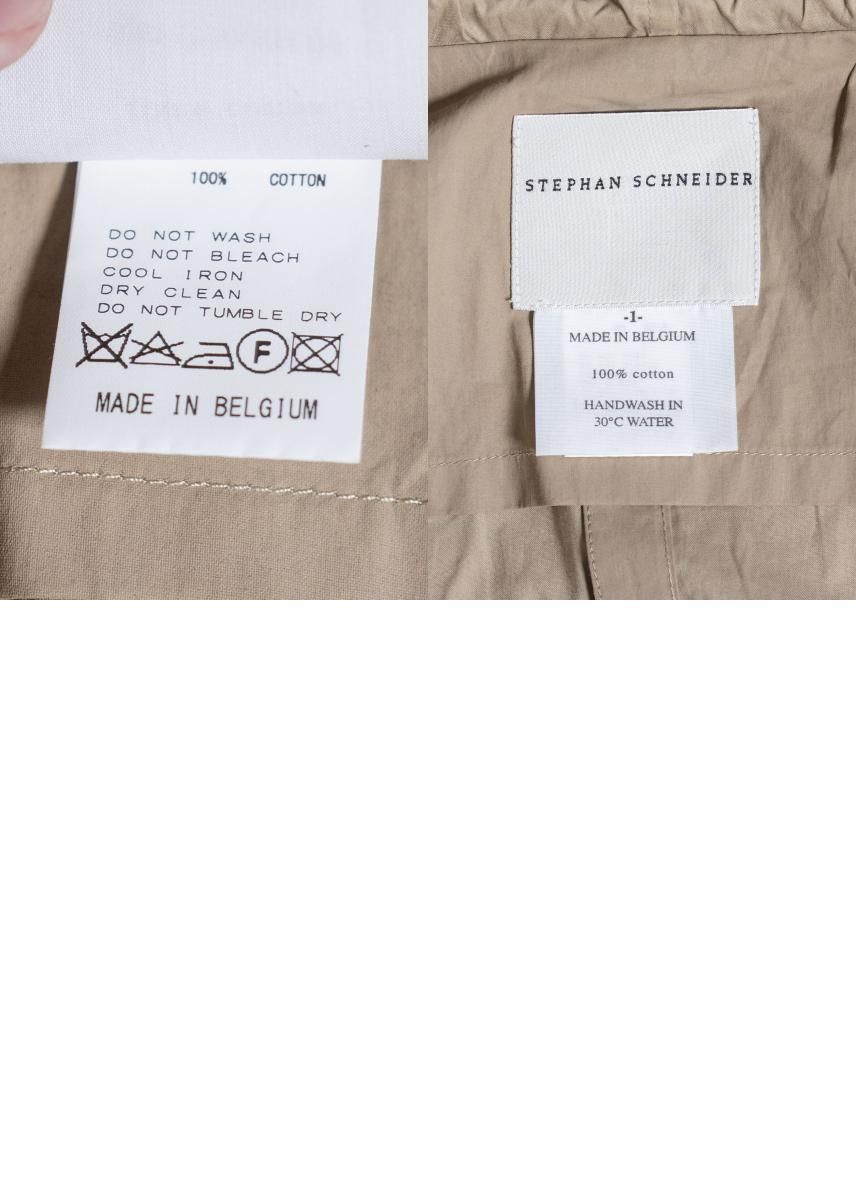 100% COTTON
DO NOT WASH
DO NOT BLEACH
COOL IRON
DRY CLEAN
DO NOT TUMBLE DRY
F
MADE IN BELGIUM
STEPHAN SCHNEIDER
-1-
MADE IN BELGIUM
100% cotton
HANDWASH IN
30°C WATER